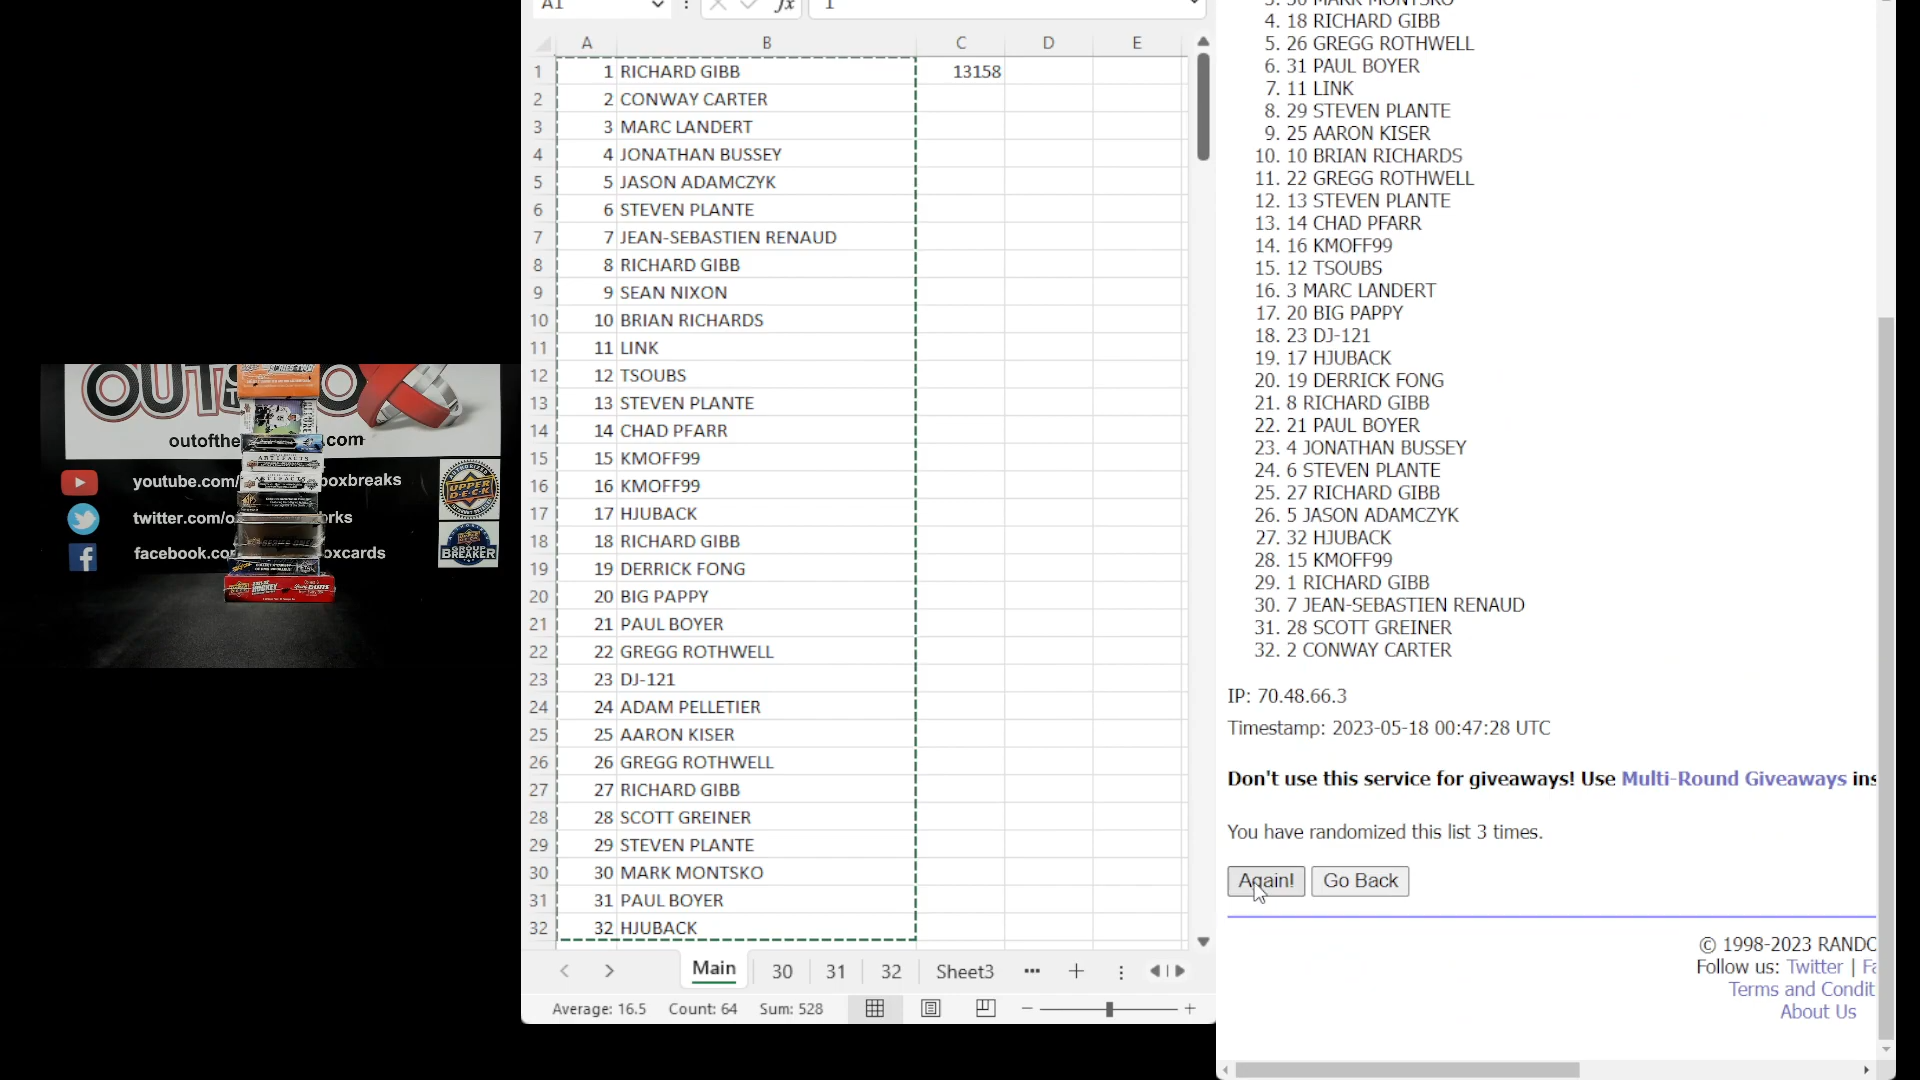 outofthe .com
youtube.com/ oxbreaks
twitter.com/o rks
facebook.co oxcards
UPPER DECK
GROUP BREAKER
ARTIFACTS
A1
fx 1
A B C D E
1 1 RICHARD GIBB 13158
2 2 CONWAY CARTER
3 3 MARC LANDERT
4 4 JONATHAN BUSSEY
5 5 JASON ADAMCZYK
6 6 STEVEN PLANTE
7 7 JEAN-SEBASTIEN RENAUD
8 8 RICHARD GIBB
9 9 SEAN NIXON
10 10 BRIAN RICHARDS
11 11 LINK
12 12 TSOUBS
13 13 STEVEN PLANTE
14 14 CHAD PFARR
15 15 KMOFF99
16 16 KMOFF99
17 17 HJUBACK
18 18 RICHARD GIBB
19 19 DERRICK FONG
20 20 BIG PAPPY
21 21 PAUL BOYER
22 22 GREGG ROTHWELL
23 23 DJ-121
24 24 ADAM PELLETIER
25 25 AARON KISER
26 26 GREGG ROTHWELL
27 27 RICHARD GIBB
28 28 SCOTT GREINER
29 29 STEVEN PLANTE
30 30 MARK MONTSKO
31 31 PAUL BOYER
32 32 HJUBACK
Main 30 31 32 Sheet3
Average: 16.5 Count: 64 Sum: 528
3. 30 MARK MONTSKO
4. 18 RICHARD GIBB
5. 26 GREGG ROTHWELL
6. 31 PAUL BOYER
7. 11 LINK
8. 29 STEVEN PLANTE
9. 25 AARON KISER
10. 10 BRIAN RICHARDS
11. 22 GREGG ROTHWELL
12. 13 STEVEN PLANTE
13. 14 CHAD PFARR
14. 16 KMOFF99
15. 12 TSOUBS
16. 3 MARC LANDERT
17. 20 BIG PAPPY
18. 23 DJ-121
19. 17 HJUBACK
20. 19 DERRICK FONG
21. 8 RICHARD GIBB
22. 21 PAUL BOYER
23. 4 JONATHAN BUSSEY
24. 6 STEVEN PLANTE
25. 27 RICHARD GIBB
26. 5 JASON ADAMCZYK
27. 32 HJUBACK
28. 15 KMOFF99
29. 1 RICHARD GIBB
30. 7 JEAN-SEBASTIEN RENAUD
31. 28 SCOTT GREINER
32. 2 CONWAY CARTER
IP: 70.48.66.3
Timestamp: 2023-05-18 00:47:28 UTC
Don't use this service for giveaways! Use Multi-Round Giveaways ins
You have randomized this list 3 times.
Again! Go Back
© 1998-2023 RANDO
Follow us: Twitter | Fa
Terms and Condit
About Us